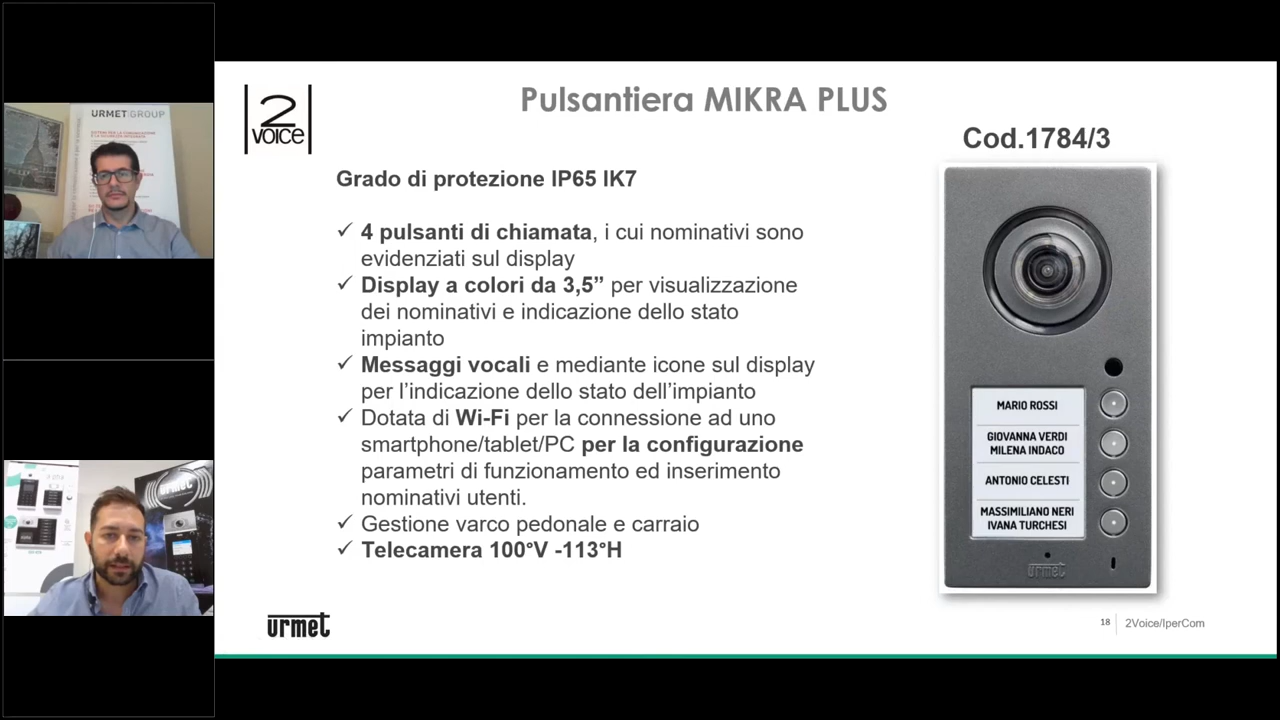 URMET GROUP
2
voice
Pulsantiera MIKRA PLUS
Cod.1784/3
Grado di protezione IP65 IK7
✓ 4 pulsanti di chiamata, i cui nominativi sono
evidenziati sul display
✓ Display a colori da 3,5” per visualizzazione
dei nominativi e indicazione dello stato
impianto
✓ Messaggi vocali e mediante icone sul display
per l’indicazione dello stato dell’impianto
✓ Dotata di Wi-Fi per la connessione ad uno
smartphone/tablet/PC per la configurazione
parametri di funzionamento ed inserimento
nominativi utenti.
✓ Gestione varco pedonale e carraio
✓ Telecamera 100°V -113°H
MARIO ROSSI
GIOVANNA VERDI
MILENA INDACO
ANTONIO CELESTI
MASSIMILIANO NERI
IVANA TURCHESI
urmet
urmet
urmet
18
2Voice/IperCom